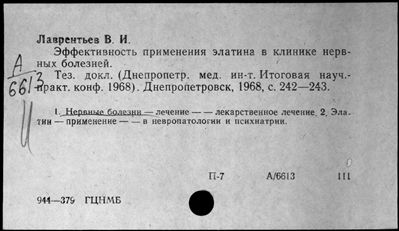 Лаврентьев В. И.
Эффективность применения элатина в клинике нерв-
ных болезней.
Тез. докл. (Днепропетр. мед. ин-т. Итоговая науч.-
практ. конф. 1968). Днепропетровск, 1968, с. 242—243.
А
6613
1. Нервные болезни — лечение — — лекарственное лечение. 2. Эла-
тин — применение — — в невропатологии и психиатрии.
П-7 А/6613 111
944—379 ГЦНМБ